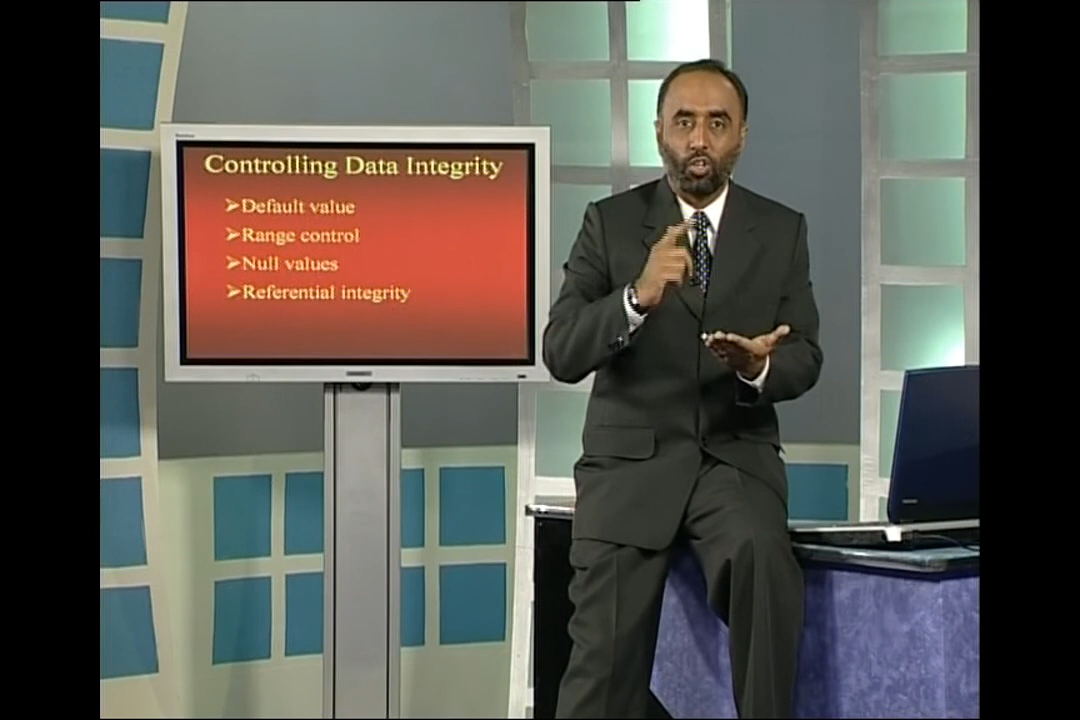 Controlling Data Integrity
➢Default value
➢Range control
➢Null values
➢Referential integrity